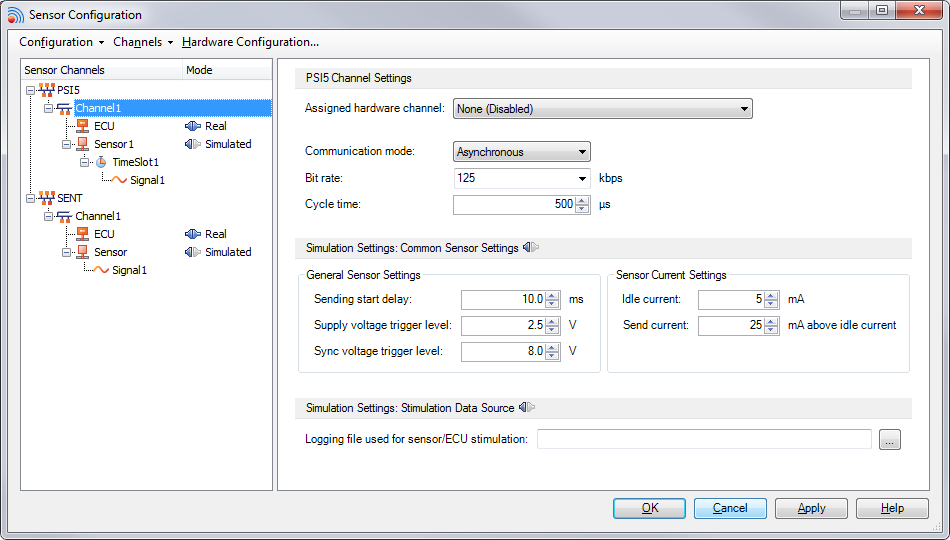 Sensor Configuration
Configuration Channels Hardware Configuration...
Sensor Channels Mode
PSI5
Channel1
ECU Real
Sensor1 Simulated
TimeSlot1
Signal1
SENT
Channel1
ECU Real
Sensor Simulated
Signal1
PSI5 Channel Settings
Assigned hardware channel: None (Disabled)
Communication mode: Asynchronous
Bit rate: 125 kbps
Cycle time: 500 µs
Simulation Settings: Common Sensor Settings
General Sensor Settings
Sending start delay: 10.0 ms
Supply voltage trigger level: 2.5 V
Sync voltage trigger level: 8.0 V
Sensor Current Settings
Idle current: 5 mA
Send current: 25 mA above idle current
Simulation Settings: Stimulation Data Source
Logging file used for sensor/ECU stimulation: ...
OK Cancel Apply Help